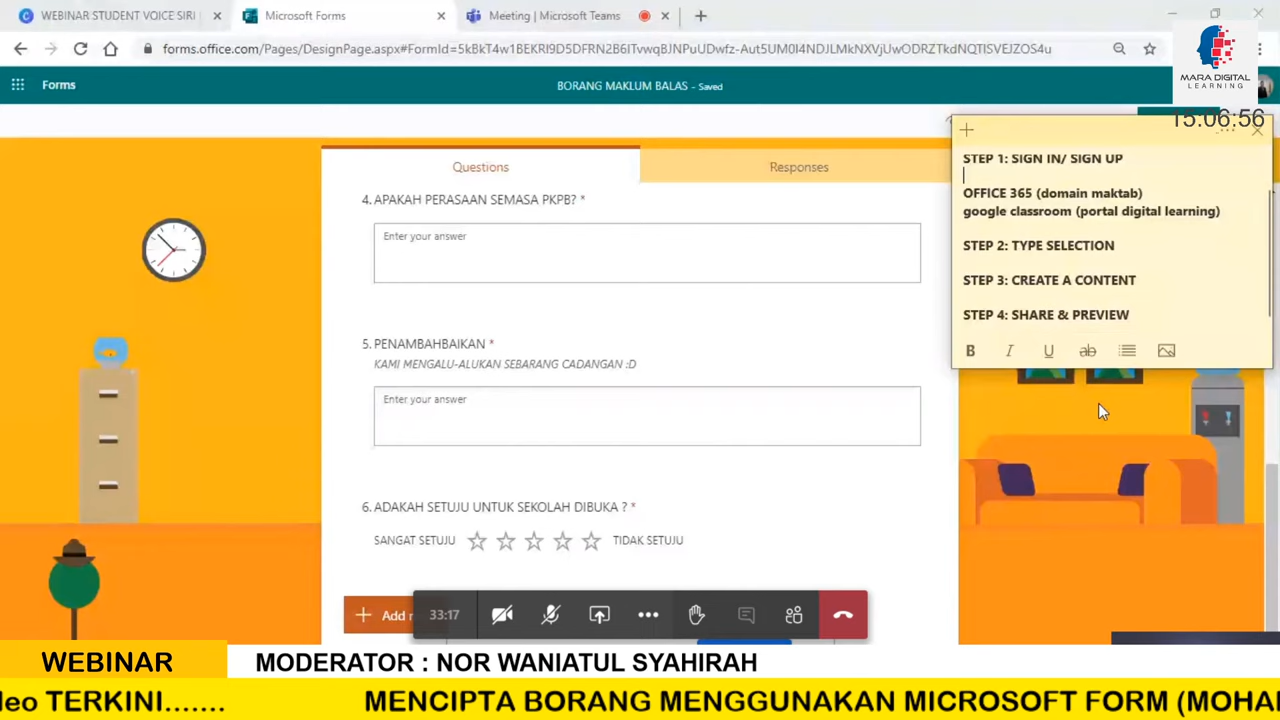 WEBINAR STUDENT VOICE SIRI
Microsoft Forms
Meeting | Microsoft Teams
forms.office.com/Pages/DesignPage.aspx#FormId=5kBkT4w1BEKRI9D5DFRN2B6ITvwqBJNPuUDwfz-Aut5UM0I4NDJLMkNXVjUwODRZTkdNQTlSVEJZOS4u
MARA DIGITAL
LEARNING
Forms
BORANG MAKLUM BALAS - Saved
15:06:56
Questions
Responses
STEP 1: SIGN IN/ SIGN UP
OFFICE 365 (domain maktab)
google classroom (portal digital learning)
STEP 2: TYPE SELECTION
STEP 3: CREATE A CONTENT
STEP 4: SHARE & PREVIEW
B I U ab
4. APAKAH PERASAAN SEMASA PKPB? *
Enter your answer
5. PENAMBAHBAIKAN *
KAMI MENGALU-ALUKAN SEBARANG CADANGAN :D
Enter your answer
6. ADAKAH SETUJU UNTUK SEKOLAH DIBUKA ? *
SANGAT SETUJU
TIDAK SETUJU
Add
33:17
WEBINAR
MODERATOR : NOR WANIATUL SYAHIRAH
deo TERKINI.......
MENCIPTA BORANG MENGGUNAKAN MICROSOFT FORM (MOHA